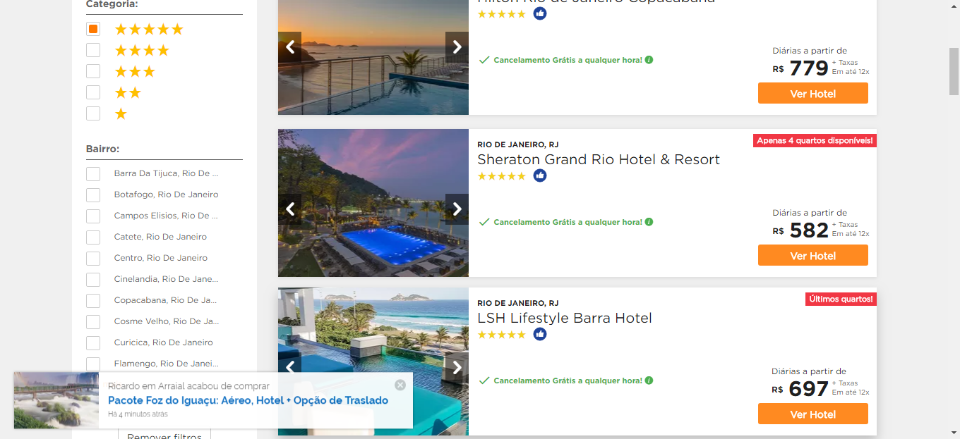 Categoria:
Bairro:
Barra Da Tijuca, Rio De ...
Botafogo, Rio De Janeiro
Campos Elisios, Rio De ...
Catete, Rio De Janeiro
Centro, Rio De Janeiro
Cinelandia, Rio De Jane...
Copacabana, Rio De Ja...
Cosme Velho, Rio De Ja...
Curicica, Rio De Janeiro
Flamengo, Rio De Janei...
Remover filtros
Hilton Rio de Janeiro Copacabana
Cancelamento Grátis a qualquer hora!
Diárias a partir de
R$ 779 + Taxas
Em até 12x
Ver Hotel
Apenas 4 quartos disponíveis!
RIO DE JANEIRO, RJ
Sheraton Grand Rio Hotel & Resort
Cancelamento Grátis a qualquer hora!
Diárias a partir de
R$ 582 + Taxas
Em até 12x
Ver Hotel
Últimos quartos!
RIO DE JANEIRO, RJ
LSH Lifestyle Barra Hotel
Cancelamento Grátis a qualquer hora!
Diárias a partir de
R$ 697 + Taxas
Em até 12x
Ver Hotel
Ricardo em Arraial acabou de comprar
Pacote Foz do Iguaçu: Aéreo, Hotel + Opção de Traslado
Há 4 minutos atrás